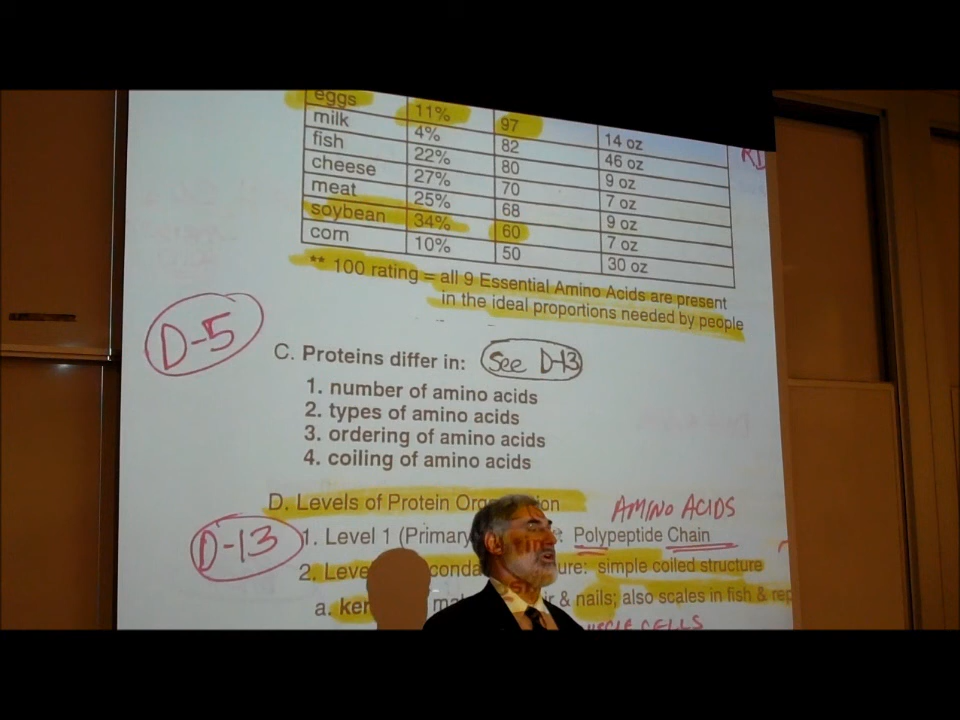 eggs 11% 97 14 oz
milk 4% 82 46 oz
fish 22% 80 9 oz
cheese 27% 70 7 oz
meat 25% 68 9 oz
soybean 34% 60 7 oz
corn 10% 50 30 oz
** 100 rating = all 9 Essential Amino Acids are present
in the ideal proportions needed by people
D-5
C. Proteins differ in: See D-13
1. number of amino acids
2. types of amino acids
3. ordering of amino acids
4. coiling of amino acids
D. Levels of Protein
AMINO ACIDS
D-13
1. Level 1 (Primary : Polypeptide Chain
2. simple coiled structure
a. & nails; also scales in fish &
CELLS